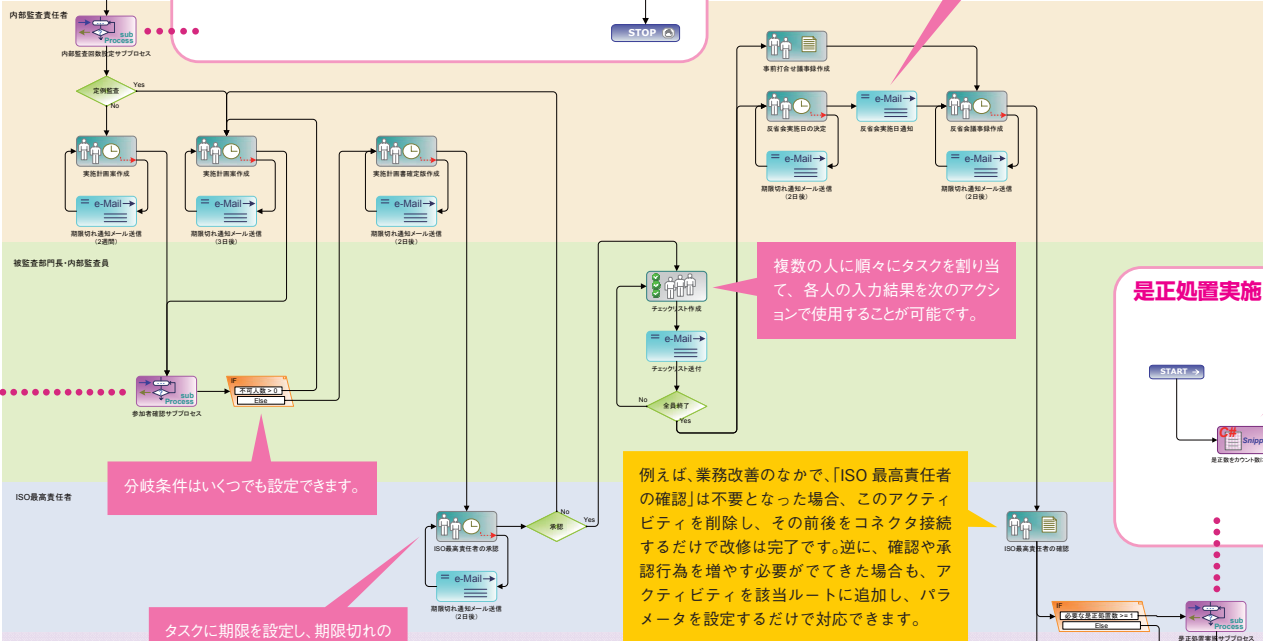 内部監査責任者
sub
Process
内部監査回数設定サブプロセス
STOP
定例監査
Yes
No
実施計画案作成
実施計画案作成
実施計画書確定版作成
e-Mail
e-Mail
e-Mail
期限切れ通知メール送信
(2週間)
期限切れ通知メール送信
(3日後)
期限切れ通知メール送信
(2日後)
事前打合せ議事録作成
反省会実施日の決定
e-Mail
反省会実施日通知
反省会議事録作成
e-Mail
e-Mail
期限切れ通知メール送信
(2日後)
期限切れ通知メール送信
(2日後)
被監査部門長・内部監査員
チェックリスト作成
e-Mail
チェックリスト送付
No
全員終了
Yes
複数の人に順々にタスクを割り当
て、各人の入力結果を次のアクシ
ョンで使用することが可能です。
sub
Process
参加者確認サブプロセス
IF
不可人数 > 0
Else
分岐条件はいくつでも設定できます。
是正処置実施
START
C#
Snipp
是正数をカウント数に
ISO最高責任者
ISO最高責任者の承認
承認
No
Yes
e-Mail
期限切れ通知メール送信
(2日後)
タスクに期限を設定し、期限切れの
例えば、業務改善のなかで、「ISO 最高責任者
の確認」は不要となった場合、このアクティ
ビティを削除し、その前後をコネクタ接続
するだけで改修は完了です。逆に、確認や承
認行為を増やす必要がでてきた場合も、ア
クティビティを該当ルートに追加し、パラ
メータを設定するだけで対応できます。
ISO最高責任者の確認
IF
必要な是正処置数 >= 1
Else
sub
Process
是正処置実施サブプロセス